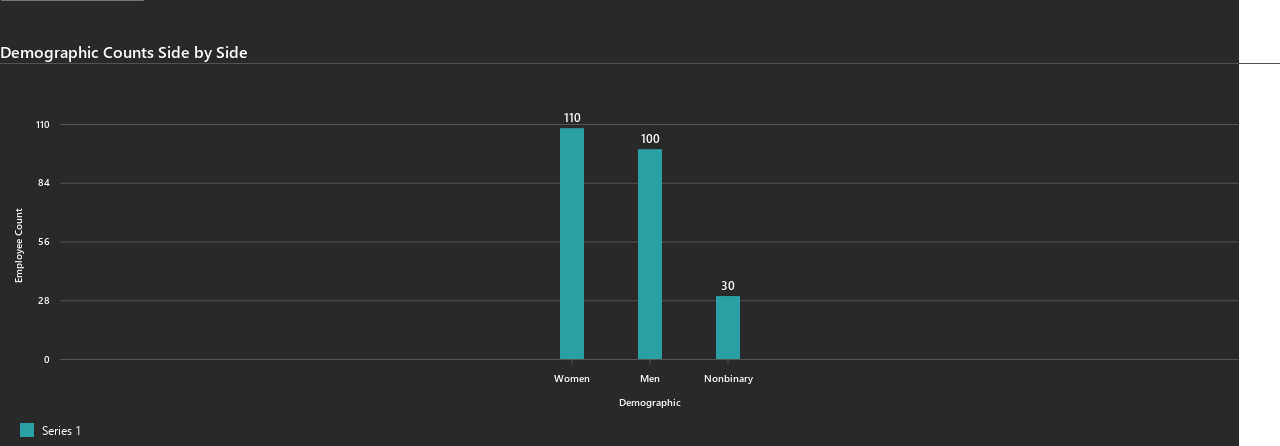 Demographic Counts Side by Side
110
100
30
110
84
56
28
0
Employee Count
Women
Men
Nonbinary
Demographic
Series 1